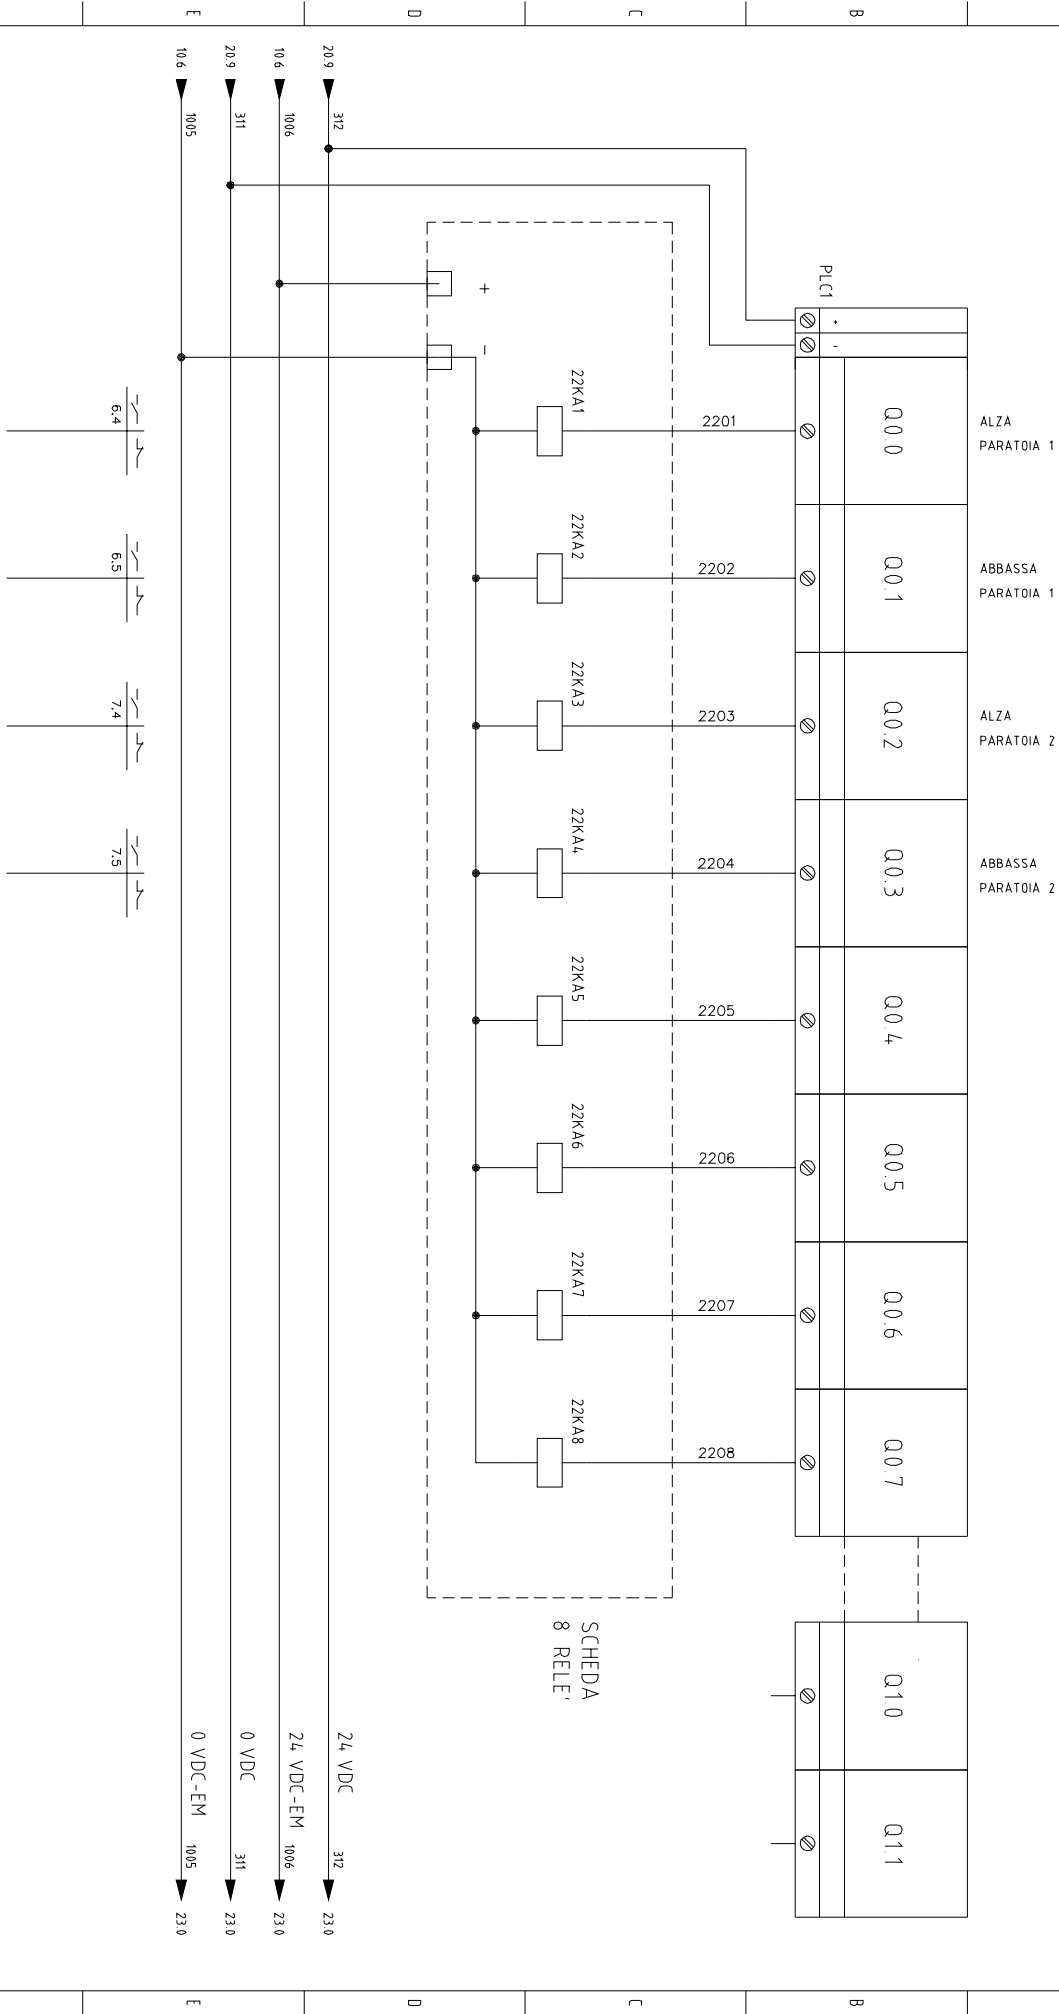 E
D
C
B
10.6
20.9
10.6
20.9
1005
311
1006
312
PLC1
+
-
+
-
Q0.0
ALZA
PARATOIA 1
22KA1
2201
6.4
Q0.1
ABBASSA
PARATOIA 1
22KA2
2202
6.5
Q0.2
ALZA
PARATOIA 2
22KA3
2203
7.4
Q0.3
ABBASSA
PARATOIA 2
22KA4
2204
7.5
Q0.4
22KA5
2205
Q0.5
22KA6
2206
Q0.6
22KA7
2207
Q0.7
22KA8
2208
SCHEDA
8 RELE'
Q1.0
Q1.1
24 VDC
24 VDC-EM
0 VDC
0 VDC-EM
312
1006
311
1005
23.0
23.0
23.0
23.0
E
D
C
B